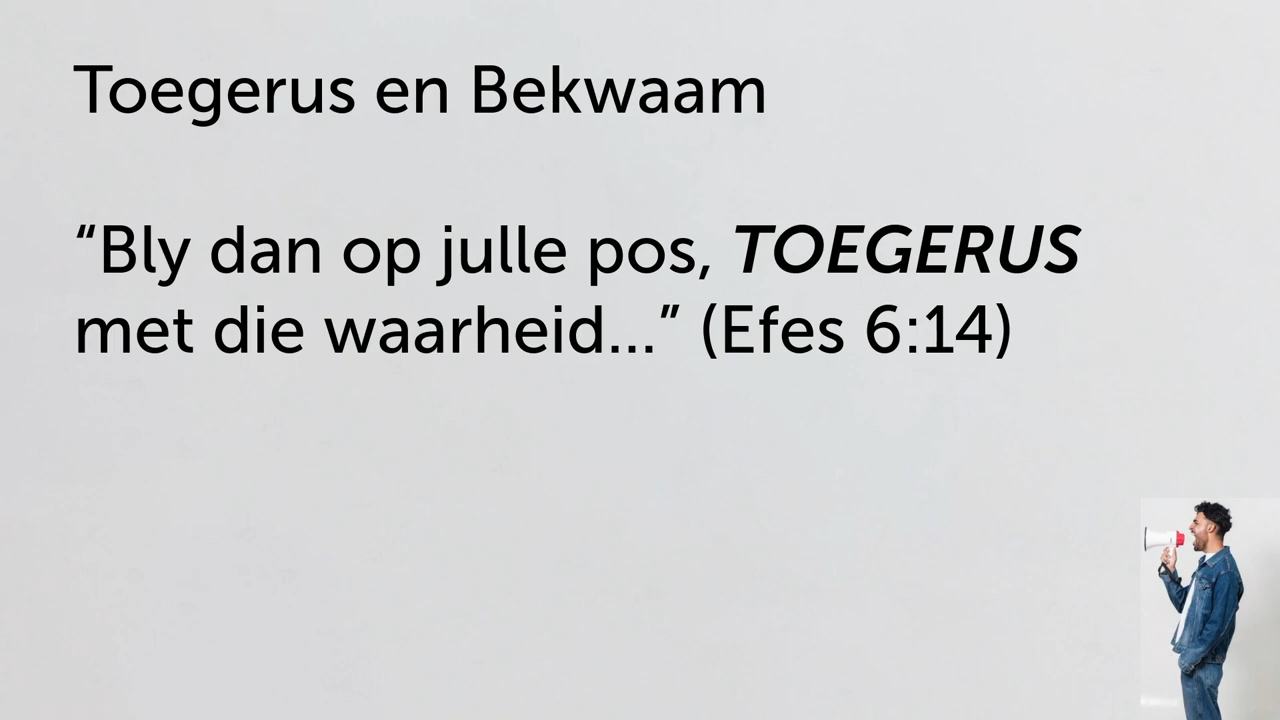 Toegerus en Bekwaam
“Bly dan op julle pos, TOEGERUS
met die waarheid…” (Efes 6:14)